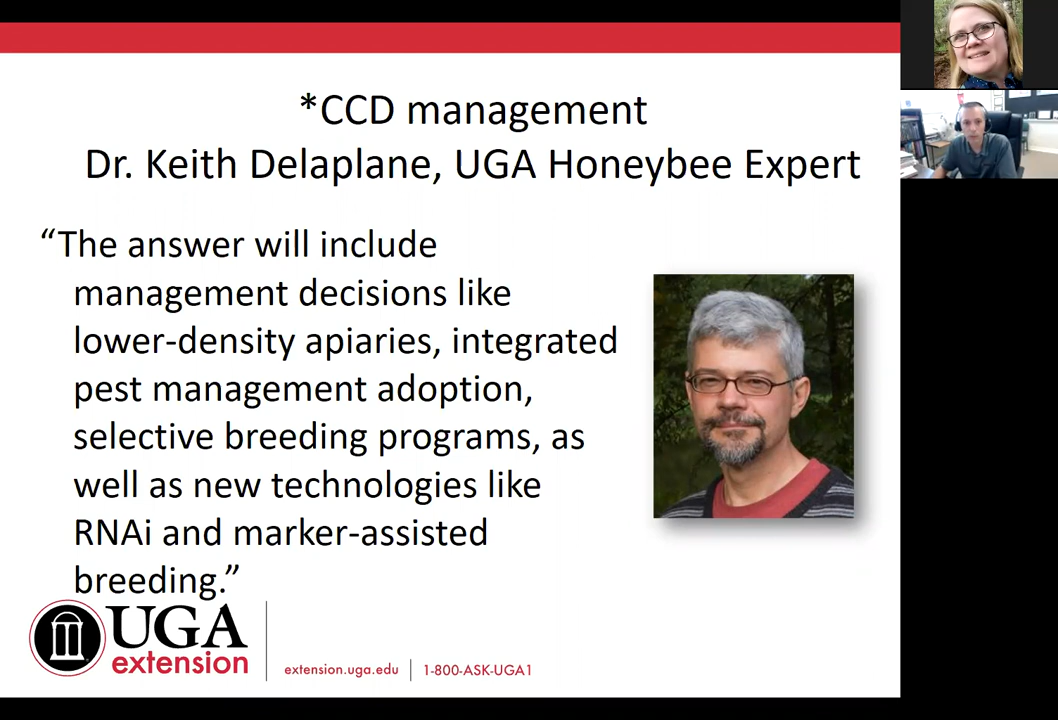 *CCD management
Dr. Keith Delaplane, UGA Honeybee Expert
“The answer will include
management decisions like
lower-density apiaries, integrated
pest management adoption,
selective breeding programs, as
well as new technologies like
RNAi and marker-assisted
breeding.”
UGA
extension
extension.uga.edu
1-800-ASK-UGA1